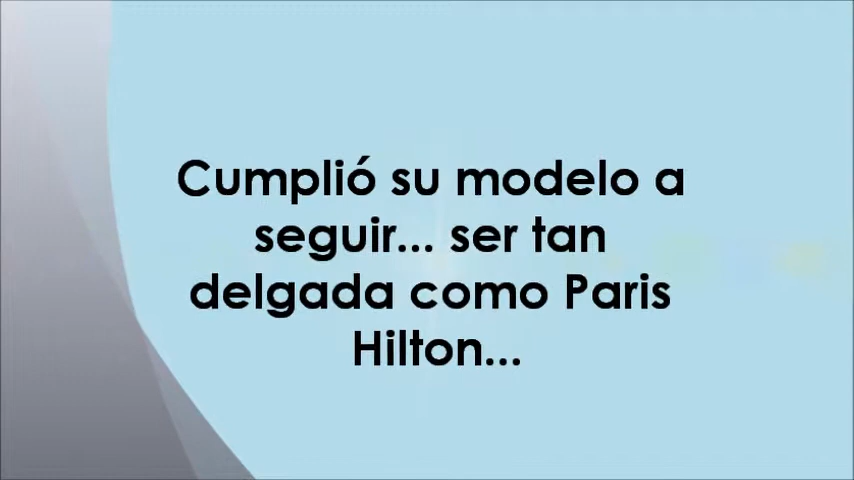 Cumplió su modelo a
seguir... ser tan
delgada como Paris
Hilton...